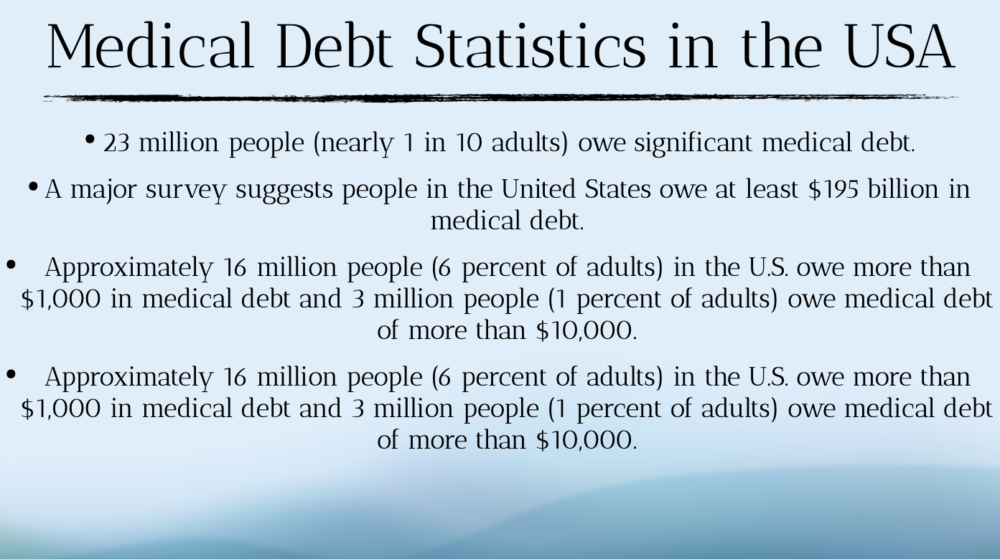 Medical Debt Statistics in the USA
• 23 million people (nearly 1 in 10 adults) owe significant medical debt.
• A major survey suggests people in the United States owe at least $195 billion in
medical debt.
• Approximately 16 million people (6 percent of adults) in the U.S. owe more than
$1,000 in medical debt and 3 million people (1 percent of adults) owe medical debt
of more than $10,000.
• Approximately 16 million people (6 percent of adults) in the U.S. owe more than
$1,000 in medical debt and 3 million people (1 percent of adults) owe medical debt
of more than $10,000.